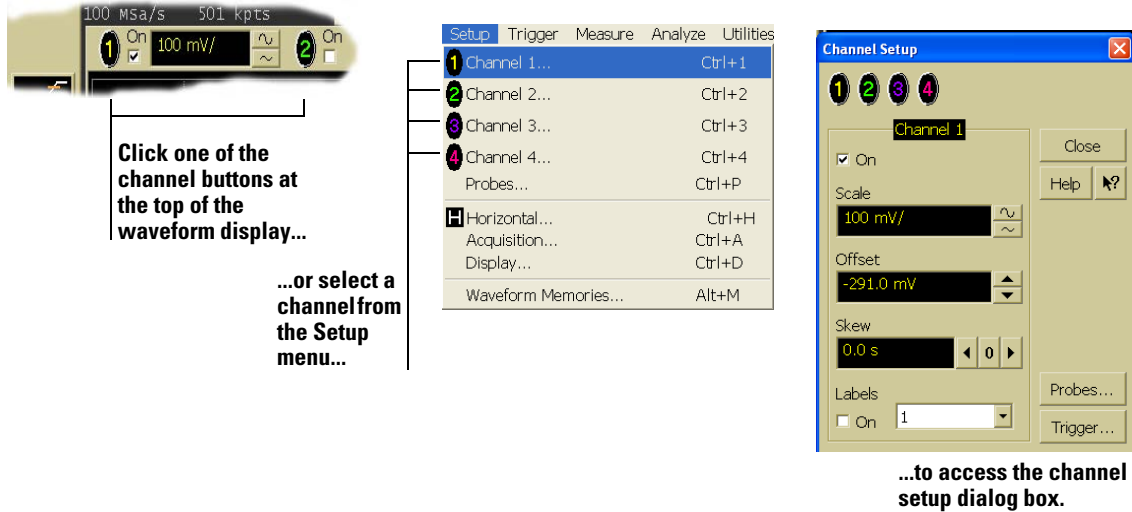 100 MSa/s 501 kpts
1 On 100 mV/ 2 On
Click one of the
channel buttons at
the top of the
waveform display...
...or select a
channel from
the Setup
menu...
Setup Trigger Measure Analyze Utilities
1 Channel 1... Ctrl+1
2 Channel 2... Ctrl+2
3 Channel 3... Ctrl+3
4 Channel 4... Ctrl+4
Probes... Ctrl+P
H Horizontal... Ctrl+H
Acquisition... Ctrl+A
Display... Ctrl+D
Waveform Memories... Alt+M
Channel Setup
1 2 3 4
Channel 1
On
Close
Help ?
Scale
100 mV/
Offset
-291.0 mV
Skew
0.0 s 0
Labels
On 1
Probes...
Trigger...
...to access the channel
setup dialog box.